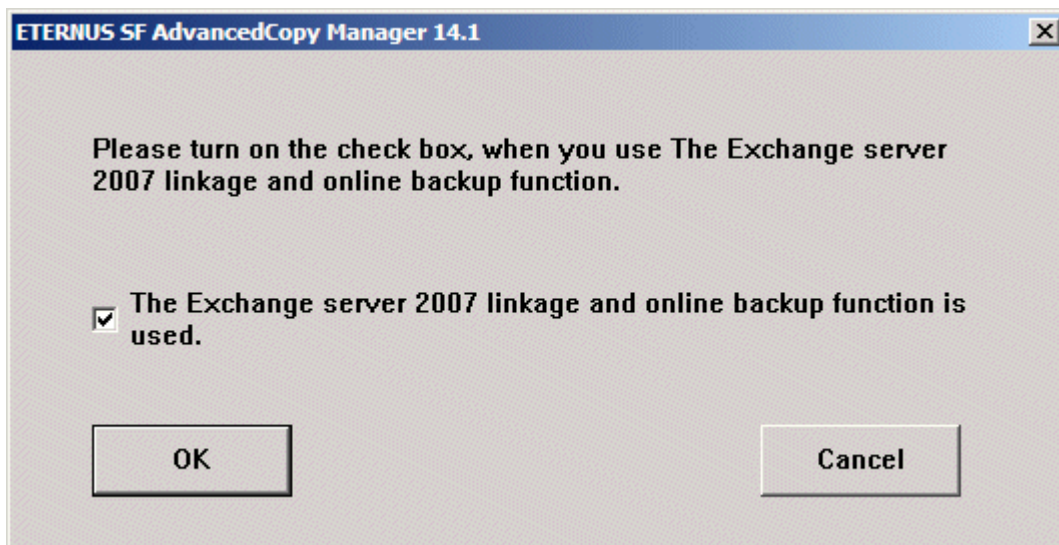 ETERNUS SF AdvancedCopy Manager 14.1
Please turn on the check box, when you use The Exchange server
2007 linkage and online backup function.
The Exchange server 2007 linkage and online backup function is
used.
OK
Cancel